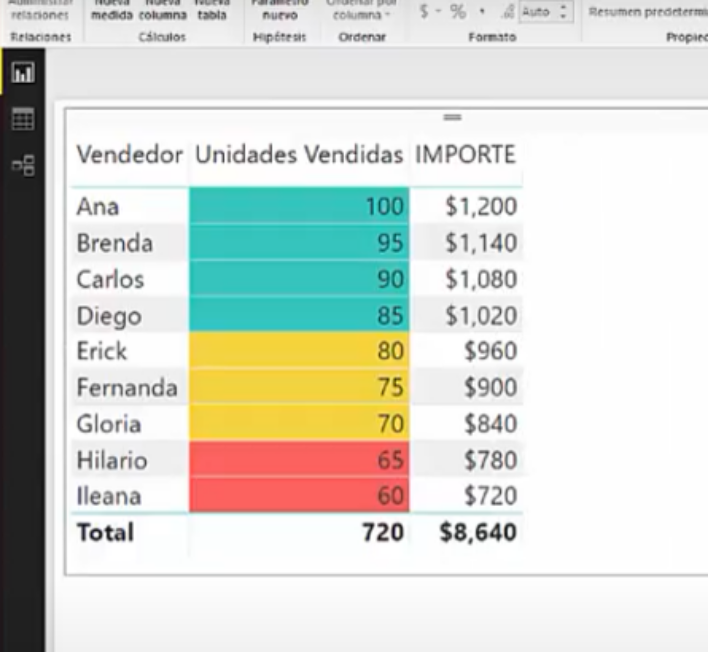 Administrar Nueva Nueva Nueva Parámetro Ordenar por $ - % , Auto Resumen
relaciones medida columna tabla nuevo columna
Relaciones Cálculos Hipótesis Ordenar Formato
Vendedor Unidades Vendidas IMPORTE
Ana 100 $1,200
Brenda 95 $1,140
Carlos 90 $1,080
Diego 85 $1,020
Erick 80 $960
Fernanda 75 $900
Gloria 70 $840
Hilario 65 $780
Ileana 60 $720
Total 720 $8,640